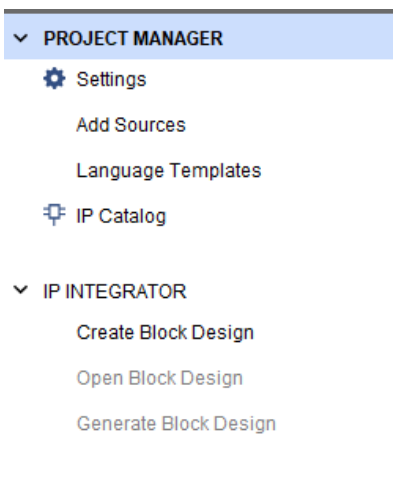 PROJECT MANAGER
Settings
Add Sources
Language Templates
IP Catalog
IP INTEGRATOR
Create Block Design
Open Block Design
Generate Block Design